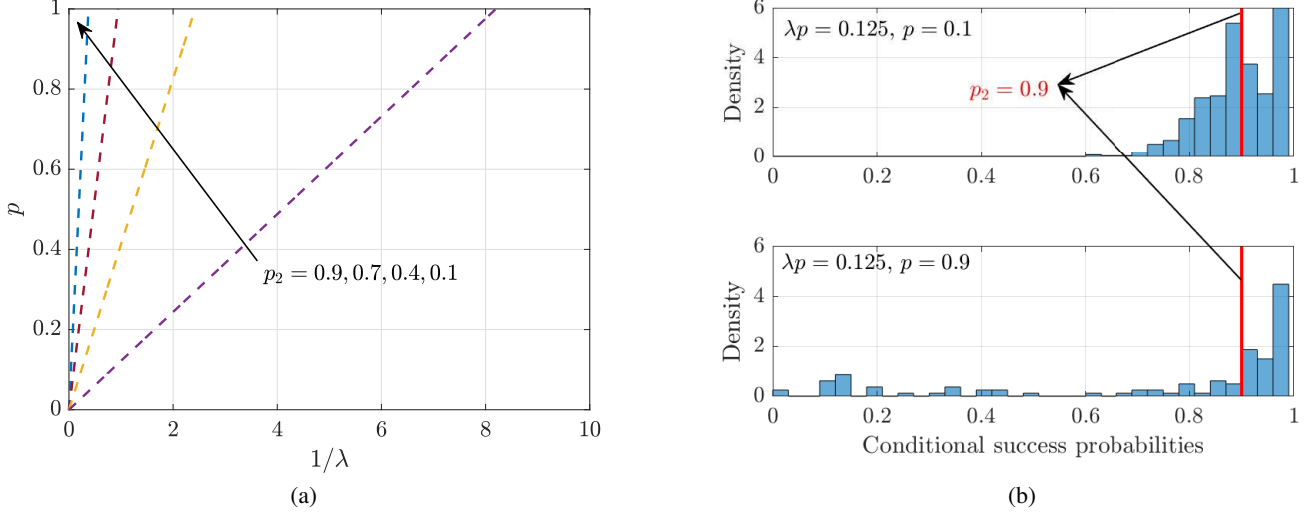 1
0.8
0.6
0.4
0.2
0
p
0 2 4 6 8 10
1/λ
p₂ = 0.9, 0.7, 0.4, 0.1
(a)
6
4
2
0
Density
λp = 0.125, p = 0.1
p₂ = 0.9
0 0.2 0.4 0.6 0.8 1
6
4
2
0
Density
λp = 0.125, p = 0.9
0 0.2 0.4 0.6 0.8 1
Conditional success probabilities
(b)